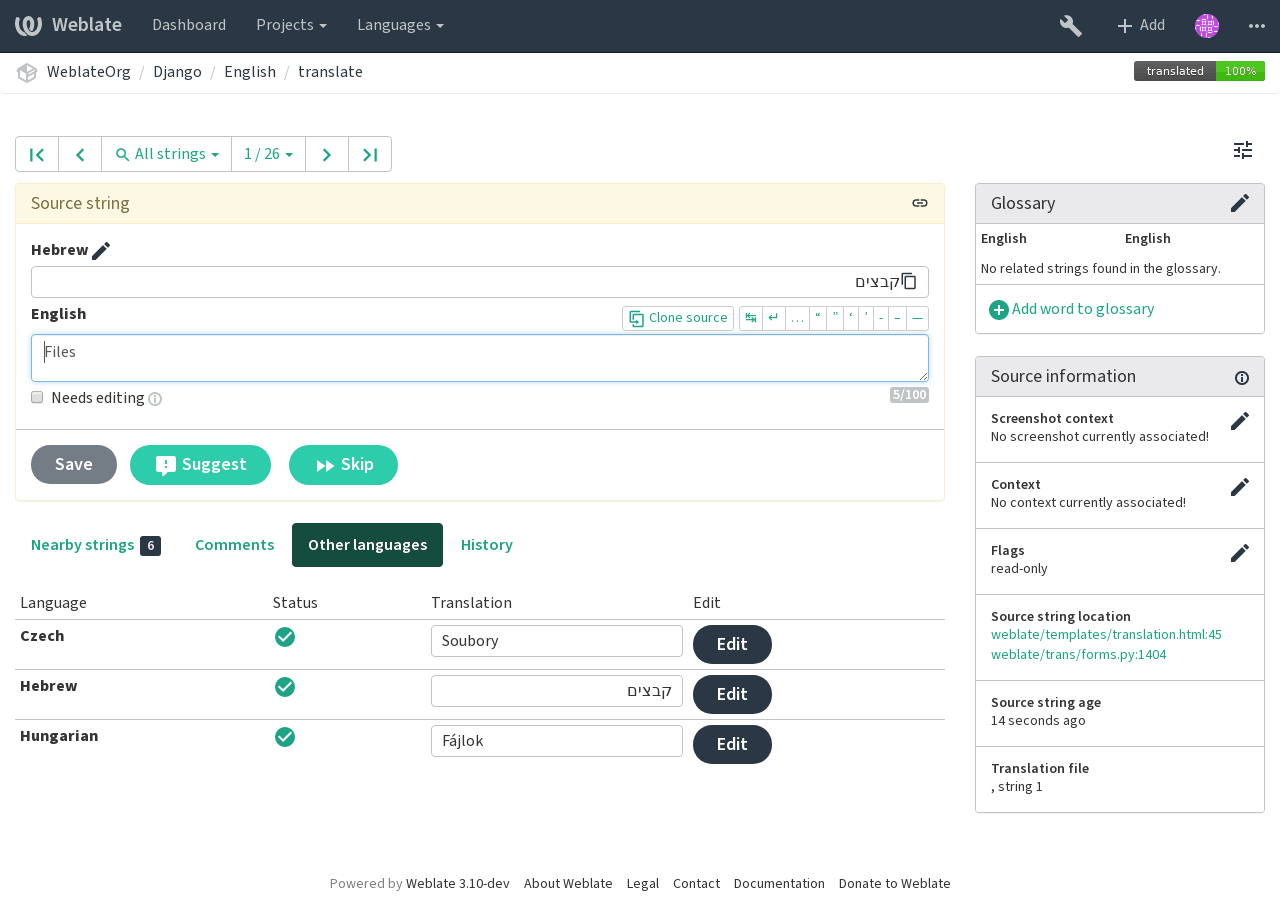 Weblate Dashboard Projects Languages Add
WeblateOrg / Django / English / translate
translated 100%
All strings 1 / 26
Source string
Hebrew
קבצים
English
Clone source ↹ ↵ … “ ” ‘ ’ - – —
Files
Needs editing
5/100
Save Suggest Skip
Nearby strings 6 Comments Other languages History
Language Status Translation Edit
Czech Soubory Edit
Hebrew קבצים Edit
Hungarian Fájlok Edit
Glossary
English English
No related strings found in the glossary.
Add word to glossary
Source information
Screenshot context
No screenshot currently associated!
Context
No context currently associated!
Flags
read-only
Source string location
weblate/templates/translation.html:45
weblate/trans/forms.py:1404
Source string age
14 seconds ago
Translation file
, string 1
Powered by Weblate 3.10-dev About Weblate Legal Contact Documentation Donate to Weblate